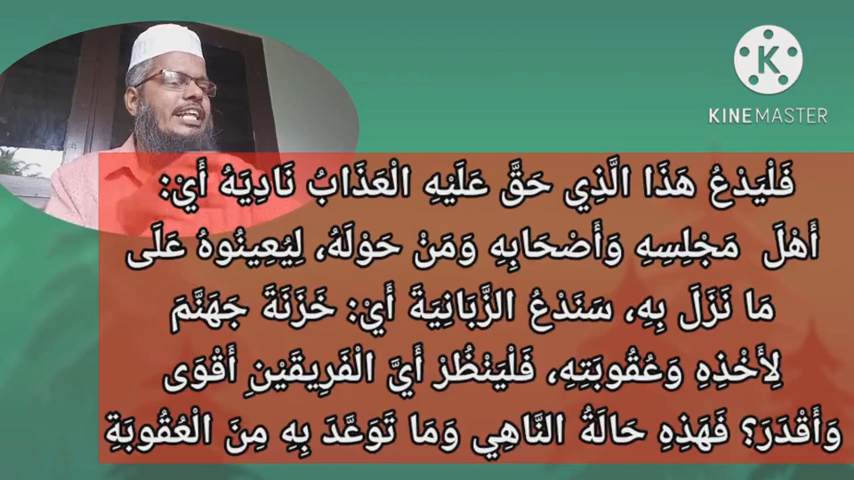 KINEMASTER
فَلْيَدْعُ هَذَا الَّذِي حَقَّ عَلَيْهِ الْعَذَابُ نَادِيَهُ أَيْ:
أَهْلَ مَجْلِسِهِ وَأَصْحَابِهِ وَمَنْ حَوْلَهُ، لِيُعِينُوهُ عَلَى
مَا نَزَلَ بِهِ، سَنَدْعُ الزَّبَانِيَةَ أَيْ: خَزَنَةَ جَهَنَّمَ
لِأَخْذِهِ وَعُقُوبَتِهِ، فَلْيَنْظُرْ أَيَّ الْفَرِيقَيْنِ أَقْوَى
وَأَقْدَرَ؟ فَهَذِهِ حَالَةُ النَّاهِي وَمَا تَوَعَّدَ بِهِ مِنَ الْعُقُوبَةِ